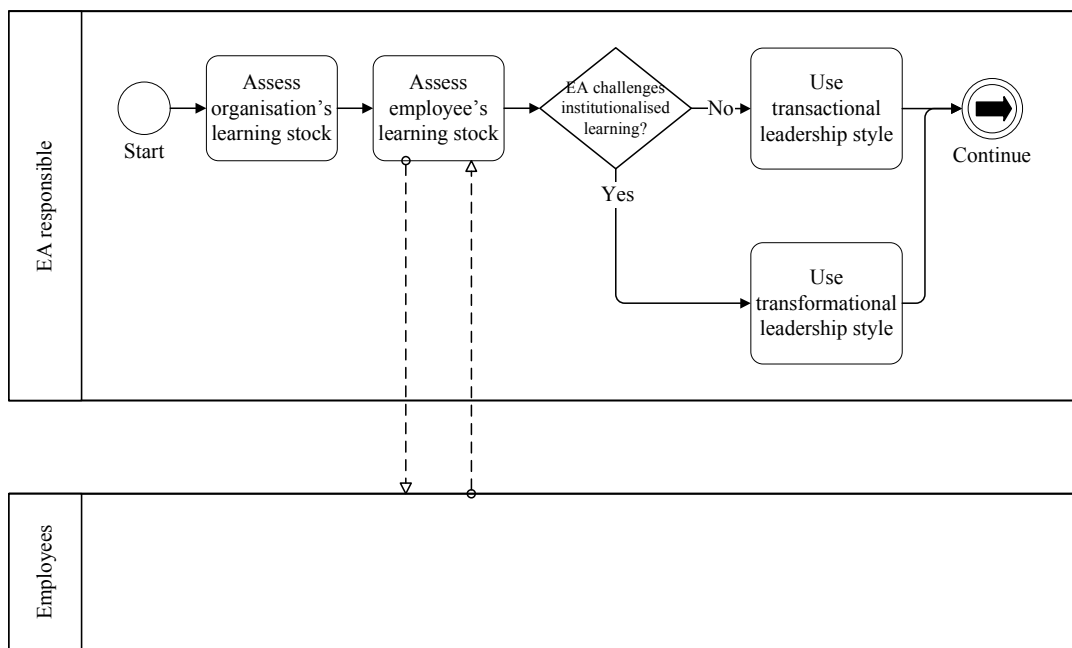 EA responsible
Start
Assess
organisation's
learning stock
Assess
employee's
learning stock
EA challenges
institutionalised
learning?
No
Yes
Use
transactional
leadership style
Use
transformational
leadership style
Continue
Employees